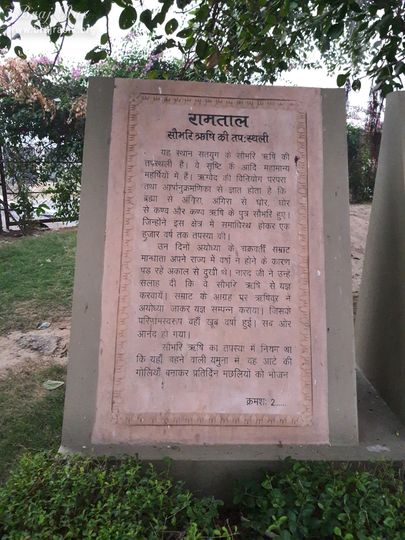 रामताल
सौभरि ऋषि की तप:स्थली
यह स्थान सतयुग के सौभरि ऋषि की
तप:स्थली है। वे सृष्टि के आदि महामान्य
महर्षियों में हैं। ऋग्वेद की विनियोग परंपरा
तथा आर्षानुक्रमणिका से ज्ञात होता है कि
ब्रह्मा से अंगिरा, अंगिरा से घोर, घोर
से कण्व और कण्व ऋषि के पुत्र सौभरि हुए।
जिन्होंने इस क्षेत्र में समाधिस्थ होकर एक
हजार वर्ष तक तपस्या की।
उन दिनों अयोध्या के चक्रवर्ती सम्राट
मान्धाता अपने राज्य में वर्षा न होने के कारण
पड़ रहे अकाल से दुखी थे। नारद जी ने उन्हें
सलाह दी कि वे सौभरि ऋषि से यज्ञ
करवायें। सम्राट के आग्रह पर ऋषिवर ने
अयोध्या जाकर यज्ञ सम्पन्न कराया। जिसके
परिणामस्वरूप वहाँ खूब वर्षा हुई। सब ओर
आनंद हो गया।
सौभरि ऋषि का तपस्या में नियम था
कि यहाँ बहने वाली यमुना में वह आटे की
गोलियाँ बनाकर प्रतिदिन मछलियों को भोजन
क्रमश: 2.....